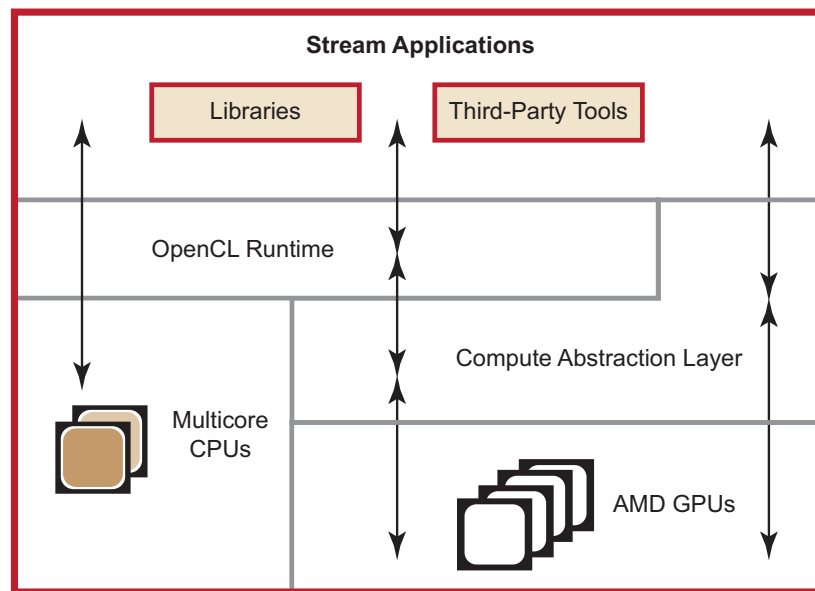 Stream Applications
Libraries
Third-Party Tools
OpenCL Runtime
Compute Abstraction Layer
Multicore
CPUs
AMD GPUs